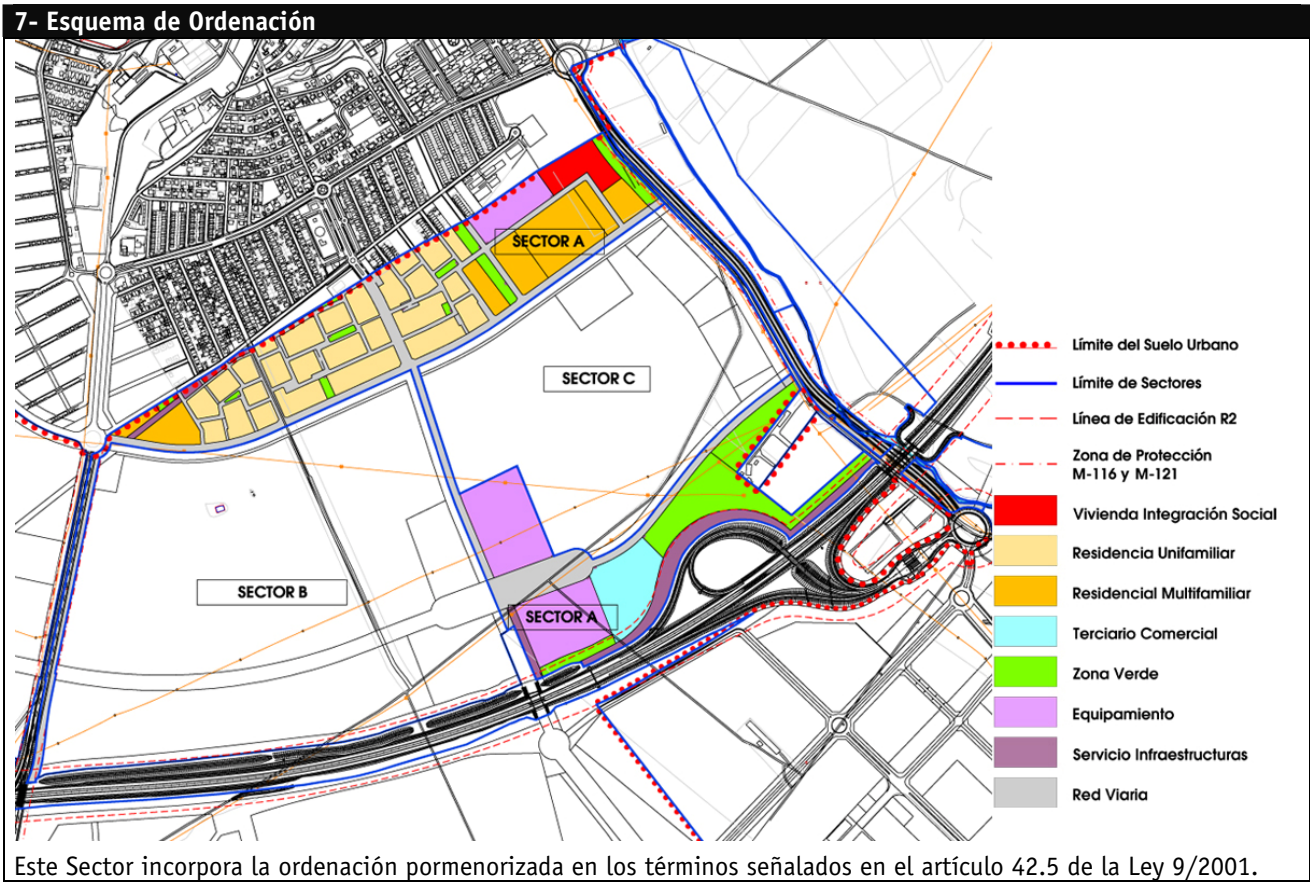 7- Esquema de Ordenación
SECTOR A
SECTOR C
SECTOR B
SECTOR A
Límite del Suelo Urbano
Límite de Sectores
Línea de Edificación R2
Zona de Protección
M-116 y M-121
Vivienda Integración Social
Residencia Unifamiliar
Residencial Multifamiliar
Terciario Comercial
Zona Verde
Equipamiento
Servicio Infraestructuras
Red Viaria
Este Sector incorpora la ordenación pormenorizada en los términos señalados en el artículo 42.5 de la Ley 9/2001.